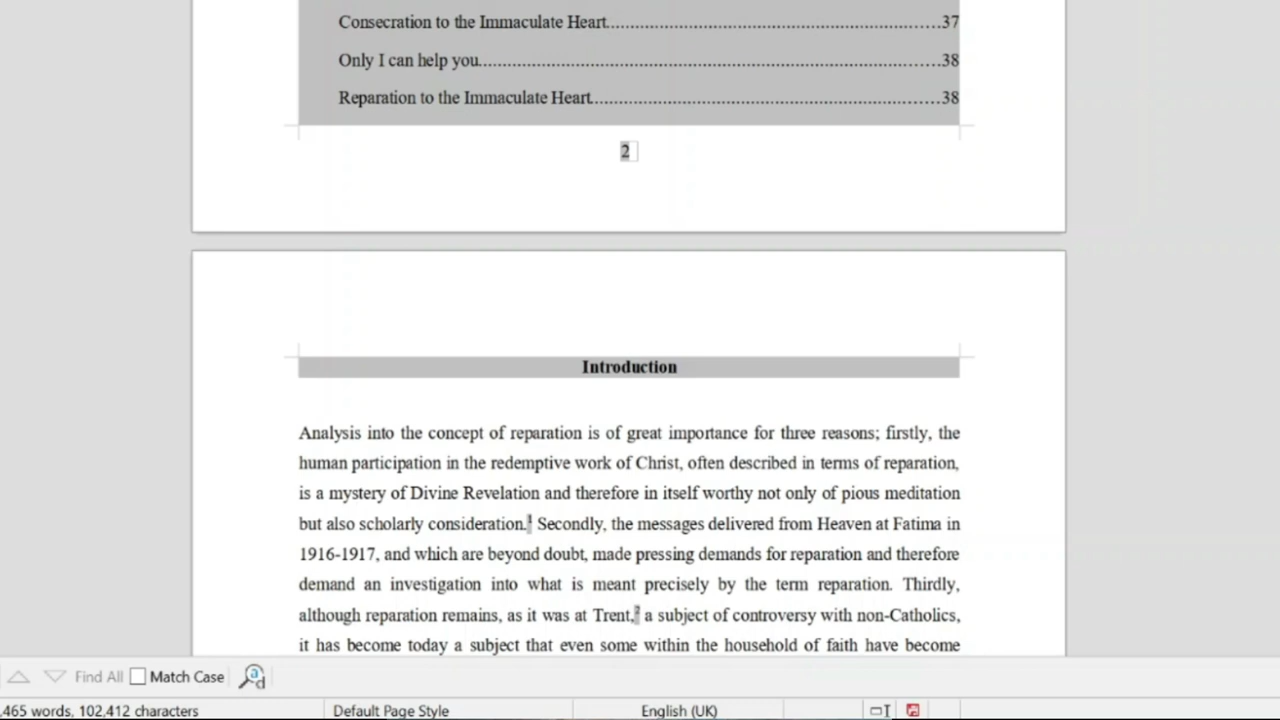 Consecration to the Immaculate Heart........................................................................37
Only I can help you....................................................................................................38
Reparation to the Immaculate Heart...........................................................................38
2
Introduction
Analysis into the concept of reparation is of great importance for three reasons; firstly, the
human participation in the redemptive work of Christ, often described in terms of reparation,
is a mystery of Divine Revelation and therefore in itself worthy not only of pious meditation
but also scholarly consideration.1 Secondly, the messages delivered from Heaven at Fatima in
1916-1917, and which are beyond doubt, made pressing demands for reparation and therefore
demand an investigation into what is meant precisely by the term reparation. Thirdly,
although reparation remains, as it was at Trent,2 a subject of controversy with non-Catholics,
it has become today a subject that even some within the household of faith have become
Find All Match Case
,465 words, 102,412 characters Default Page Style English (UK)